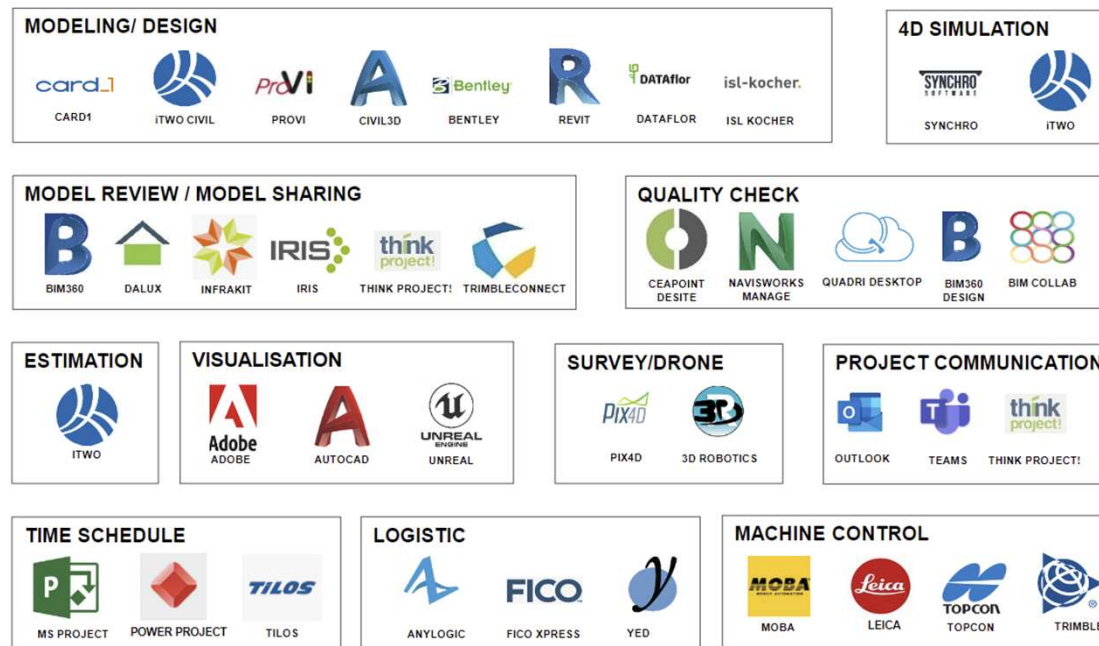 MODELING/ DESIGN
card_1
ProVI
Bentley
DATAflor
isl-kocher.
CARD1
iTWO CIVIL
PROVI
CIVIL3D
BENTLEY
REVIT
DATAFLOR
ISL KOCHER
4D SIMULATION
SYNCHRO
SOFTWARE
SYNCHRO
iTWO
MODEL REVIEW / MODEL SHARING
IRIS
think
project!
BIM360
DALUX
INFRAKIT
IRIS
THINK PROJECT!
TRIMBLECONNECT
QUALITY CHECK
CEAPOINT
DESITE
NAVISWORKS
MANAGE
QUADRI DESKTOP
BIM360
DESIGN
BIM COLLAB
ESTIMATION
ITWO
VISUALISATION
Adobe
UNREAL
ENGINE
ADOBE
AUTOCAD
UNREAL
SURVEY/DRONE
PIX4D
3DR
PIX4D
3D ROBOTICS
PROJECT COMMUNICATION
think
project!
OUTLOOK
TEAMS
THINK PROJECT!
TIME SCHEDULE
P
TILOS
MS PROJECT
POWER PROJECT
TILOS
LOGISTIC
FICO
y
ANYLOGIC
FICO XPRESS
YED
MACHINE CONTROL
MOBA
MOBILE AUTOMATION
Leica
TOPCON
MOBA
LEICA
TOPCON
TRIMBLE